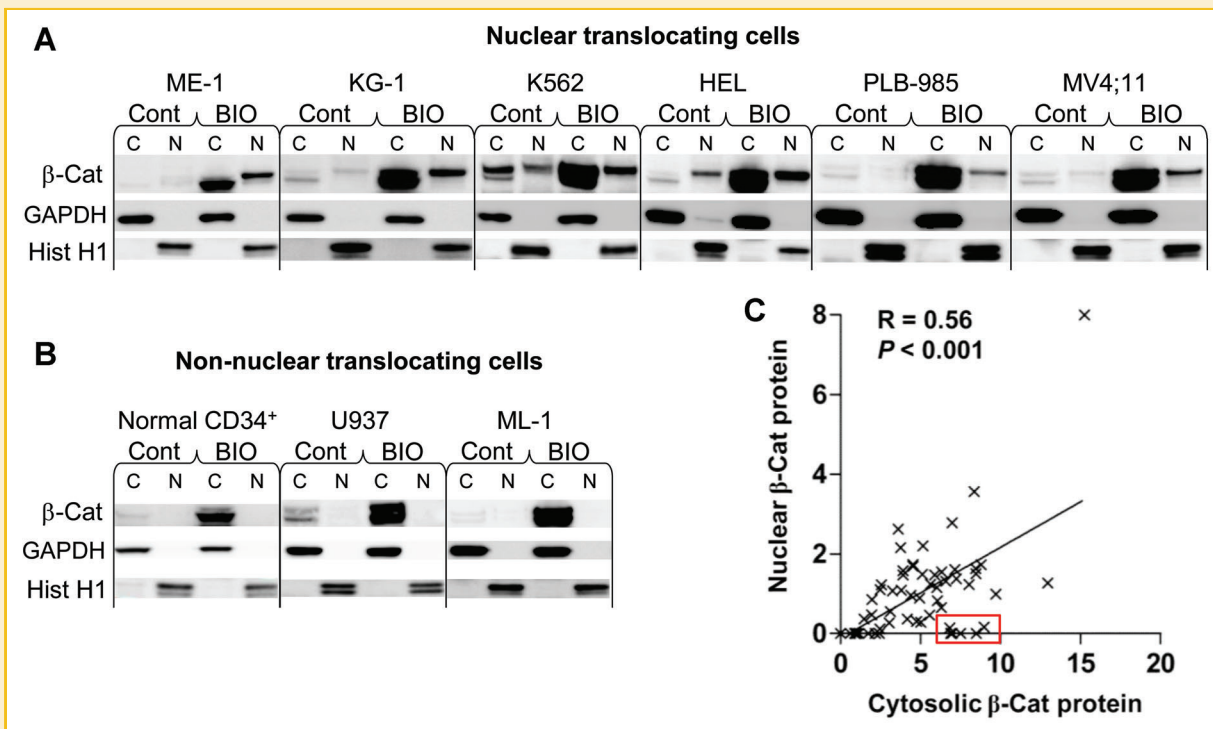 A
Nuclear translocating cells
ME-1 KG-1 K562 HEL PLB-985 MV4;11
Cont BIO Cont BIO Cont BIO Cont BIO Cont BIO Cont BIO
C N C N C N C N C N C N C N C N C N C N C N C N
β-Cat
GAPDH
Hist H1
B
Non-nuclear translocating cells
Normal CD34⁺ U937 ML-1
Cont BIO Cont BIO Cont BIO
C N C N C N C N C N C N
β-Cat
GAPDH
Hist H1
C
R = 0.56
P < 0.001
Nuclear β-Cat protein
8
6
4
2
0
0 5 10 15 20
Cytosolic β-Cat protein